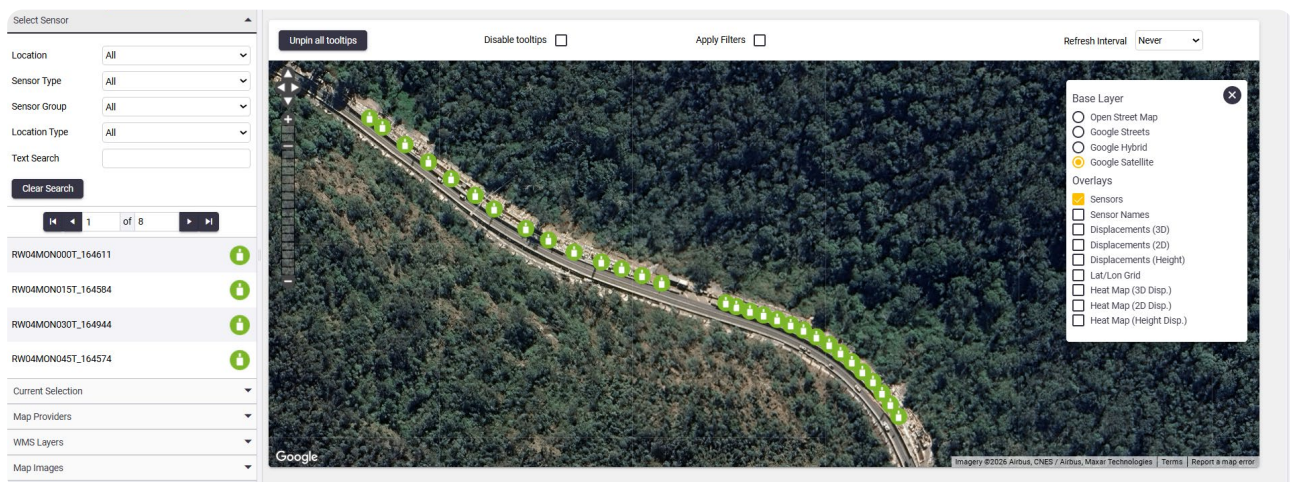 Select Sensor
Location All
Sensor Type All
Sensor Group All
Location Type All
Text Search
Clear Search
1 of 8
RW04MON000T_164611
RW04MON015T_164584
RW04MON030T_164944
RW04MON045T_164574
Current Selection
Map Providers
WMS Layers
Map Images
Unpin all tooltips Disable tooltips Apply Filters Refresh Interval Never
Base Layer
Open Street Map
Google Streets
Google Hybrid
Google Satellite
Overlays
Sensors
Sensor Names
Displacements (3D)
Displacements (2D)
Displacements (Height)
Lat/Lon Grid
Heat Map (3D Disp.)
Heat Map (2D Disp.)
Heat Map (Height Disp.)
Google
Imagery ©2026 Airbus, CNES / Airbus, Maxar Technologies Terms Report a map error